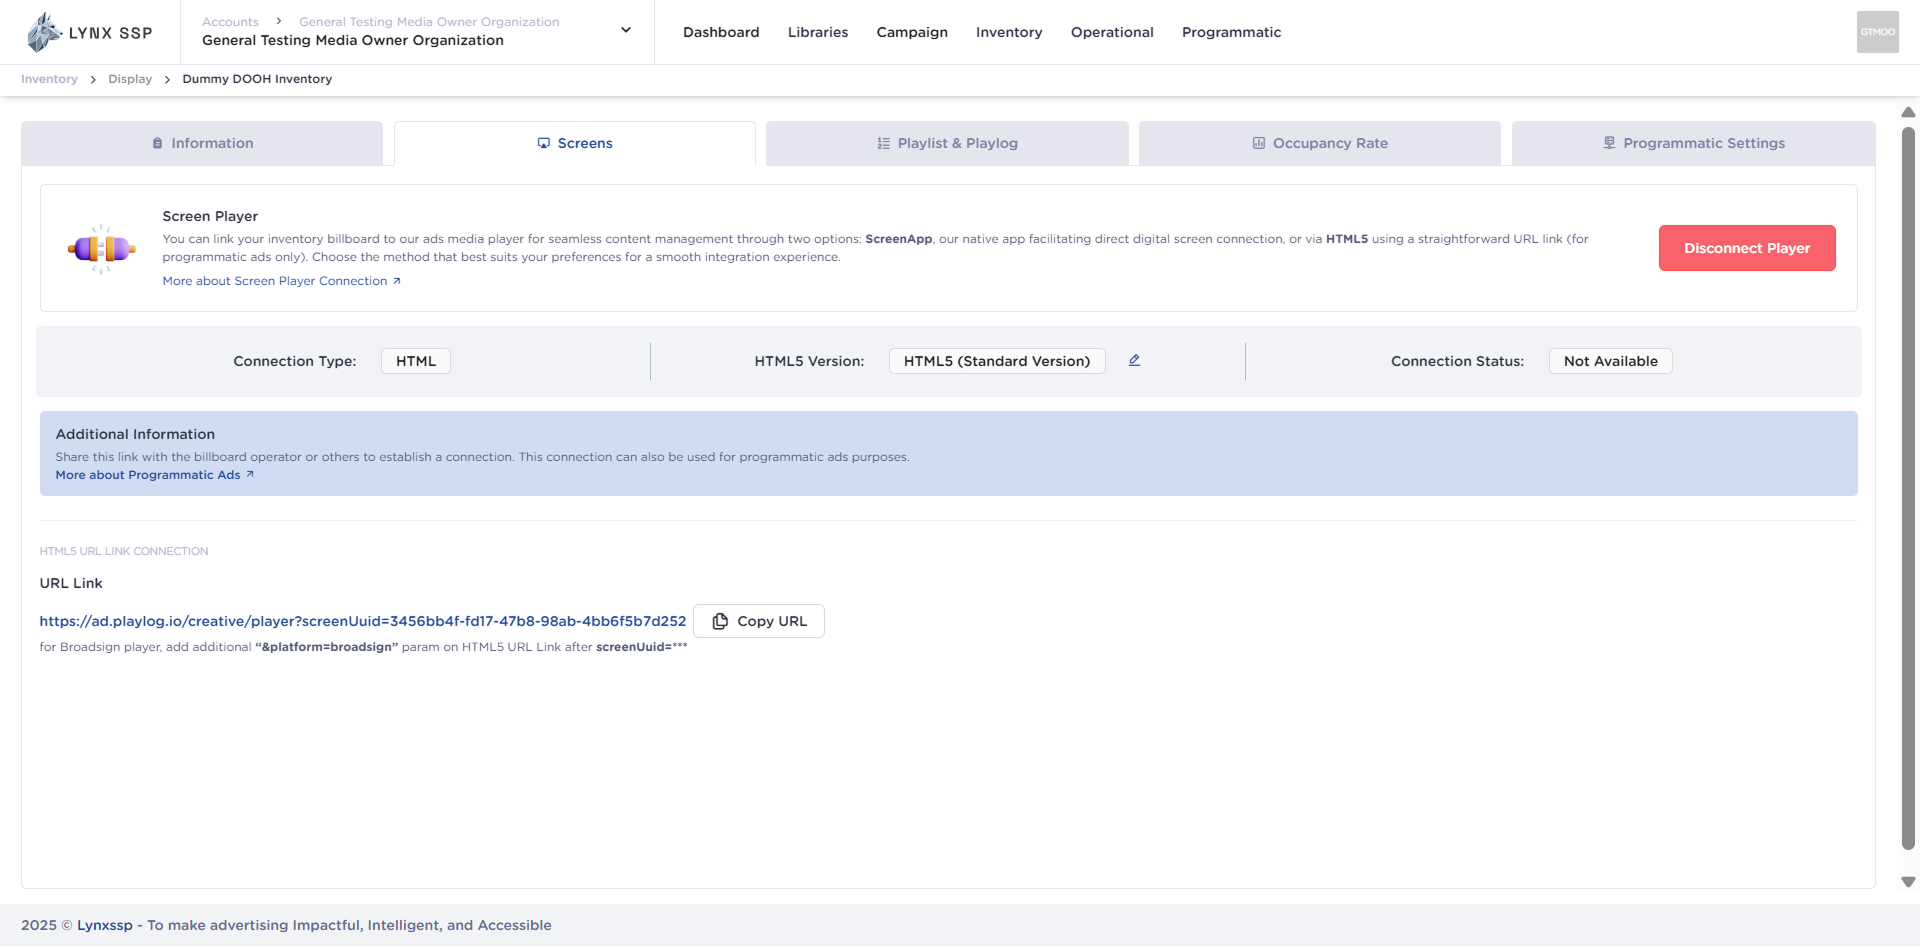 LYNX SSP
Accounts > General Testing Media Owner Organization
General Testing Media Owner Organization
Dashboard Libraries Campaign Inventory Operational Programmatic
GTMOO
Inventory > Display > Dummy DOOH Inventory
Information
Screens
Playlist & Playlog
Occupancy Rate
Programmatic Settings
Screen Player
You can link your inventory billboard to our ads media player for seamless content management through two options: ScreenApp, our native app facilitating direct digital screen connection, or via HTML5 using a straightforward URL link (for
programmatic ads only). Choose the method that best suits your preferences for a smooth integration experience.
More about Screen Player Connection ↗
Disconnect Player
Connection Type: HTML
HTML5 Version: HTML5 (Standard Version)
Connection Status: Not Available
Additional Information
Share this link with the billboard operator or others to establish a connection. This connection can also be used for programmatic ads purposes.
More about Programmatic Ads ↗
HTML5 URL LINK CONNECTION
URL Link
https://ad.playlog.io/creative/player?screenUuid=3456bb4f-fd17-47b8-98ab-4bb6f5b7d252 Copy URL
for Broadsign player, add additional “&platform=broadsign” param on HTML5 URL Link after screenUuid=***
2025 © Lynxssp - To make advertising Impactful, Intelligent, and Accessible